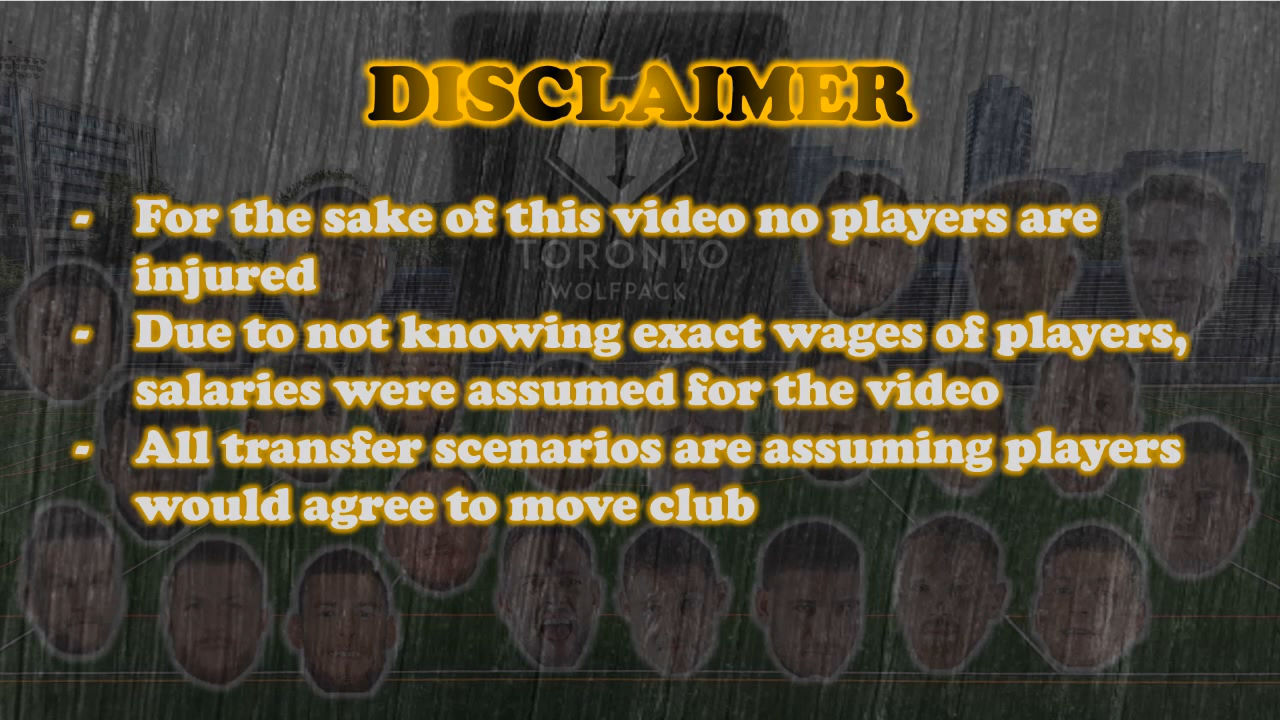 DISCLAIMER
- For the sake of this video no players are
injured
- Due to not knowing exact wages of players,
salaries were assumed for the video
- All transfer scenarios are assuming players
would agree to move club
TORONTO
WOLFPACK